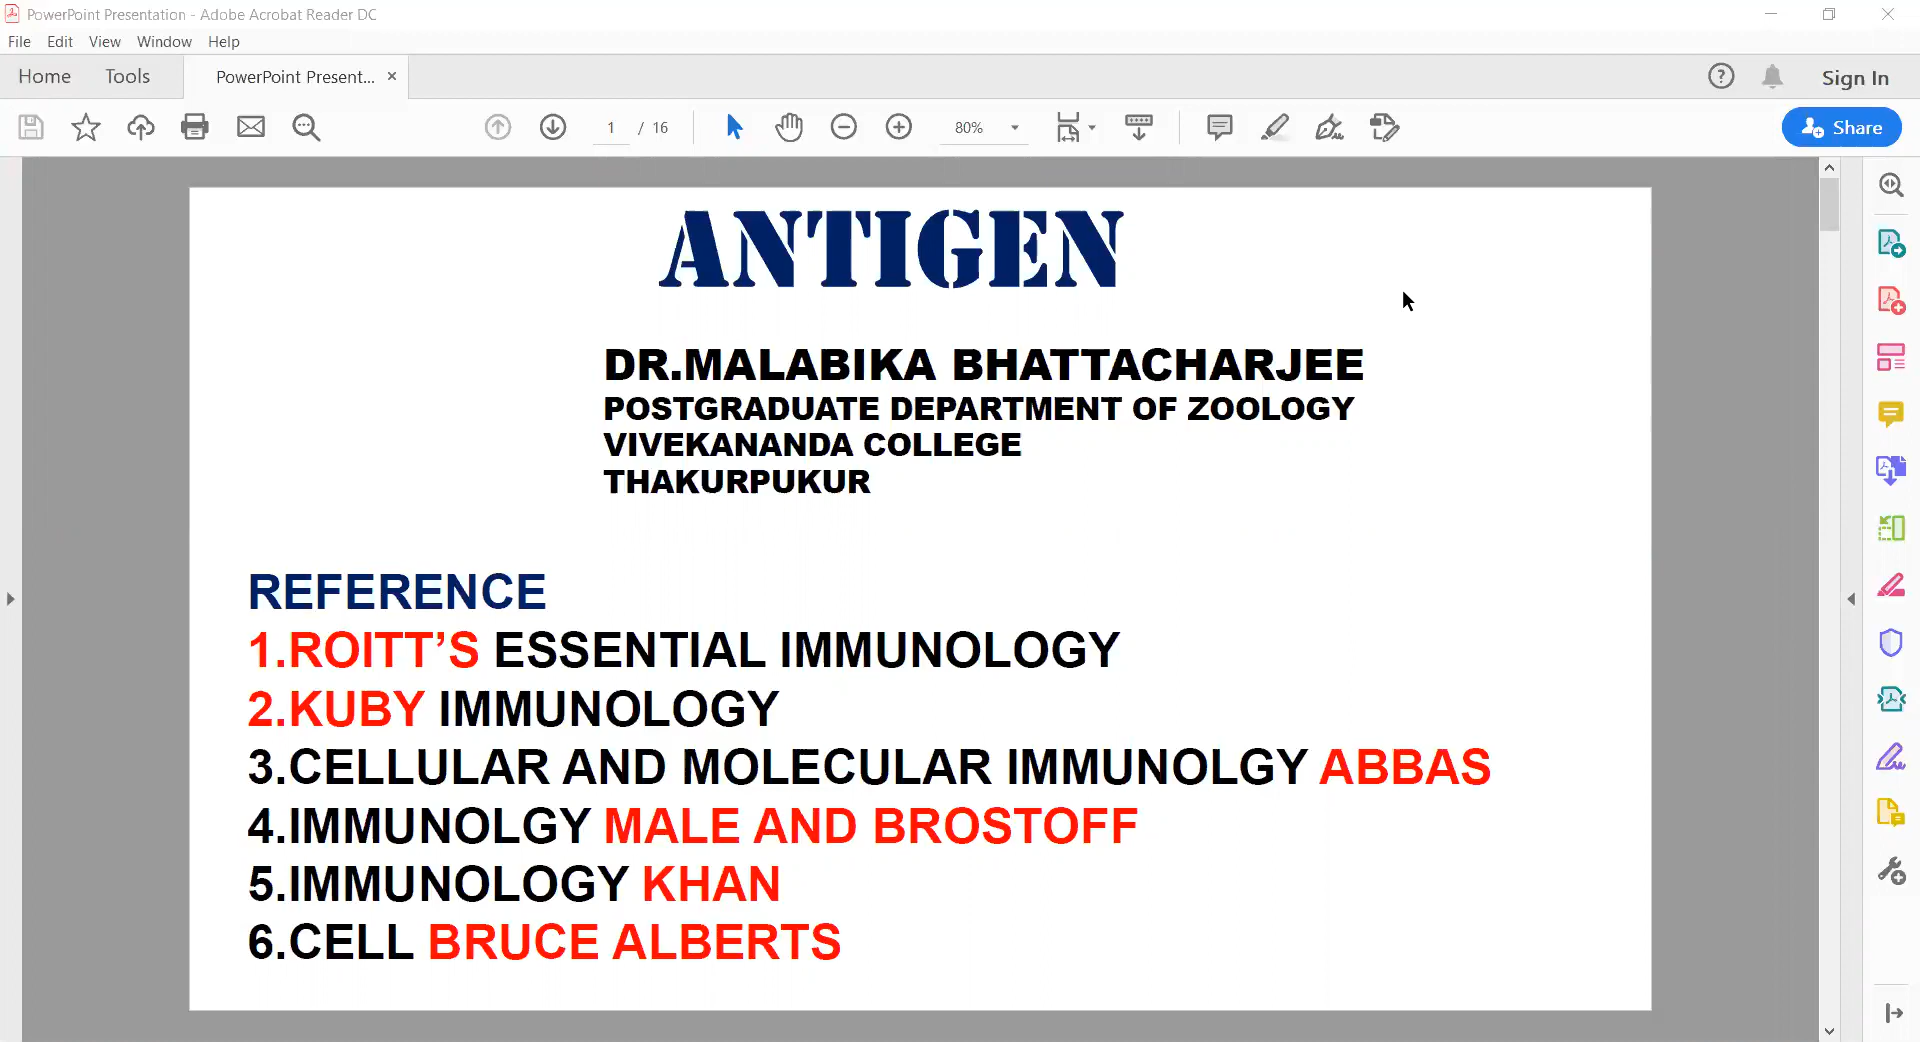 PowerPoint Presentation - Adobe Acrobat Reader DC
File Edit View Window Help
Home Tools PowerPoint Present... × Sign In
1 / 16 80% Share
ANTIGEN
DR.MALABIKA BHATTACHARJEE
POSTGRADUATE DEPARTMENT OF ZOOLOGY
VIVEKANANDA COLLEGE
THAKURPUKUR
REFERENCE
1.ROITT’S ESSENTIAL IMMUNOLOGY
2.KUBY IMMUNOLOGY
3.CELLULAR AND MOLECULAR IMMUNOLGY ABBAS
4.IMMUNOLGY MALE AND BROSTOFF
5.IMMUNOLOGY KHAN
6.CELL BRUCE ALBERTS